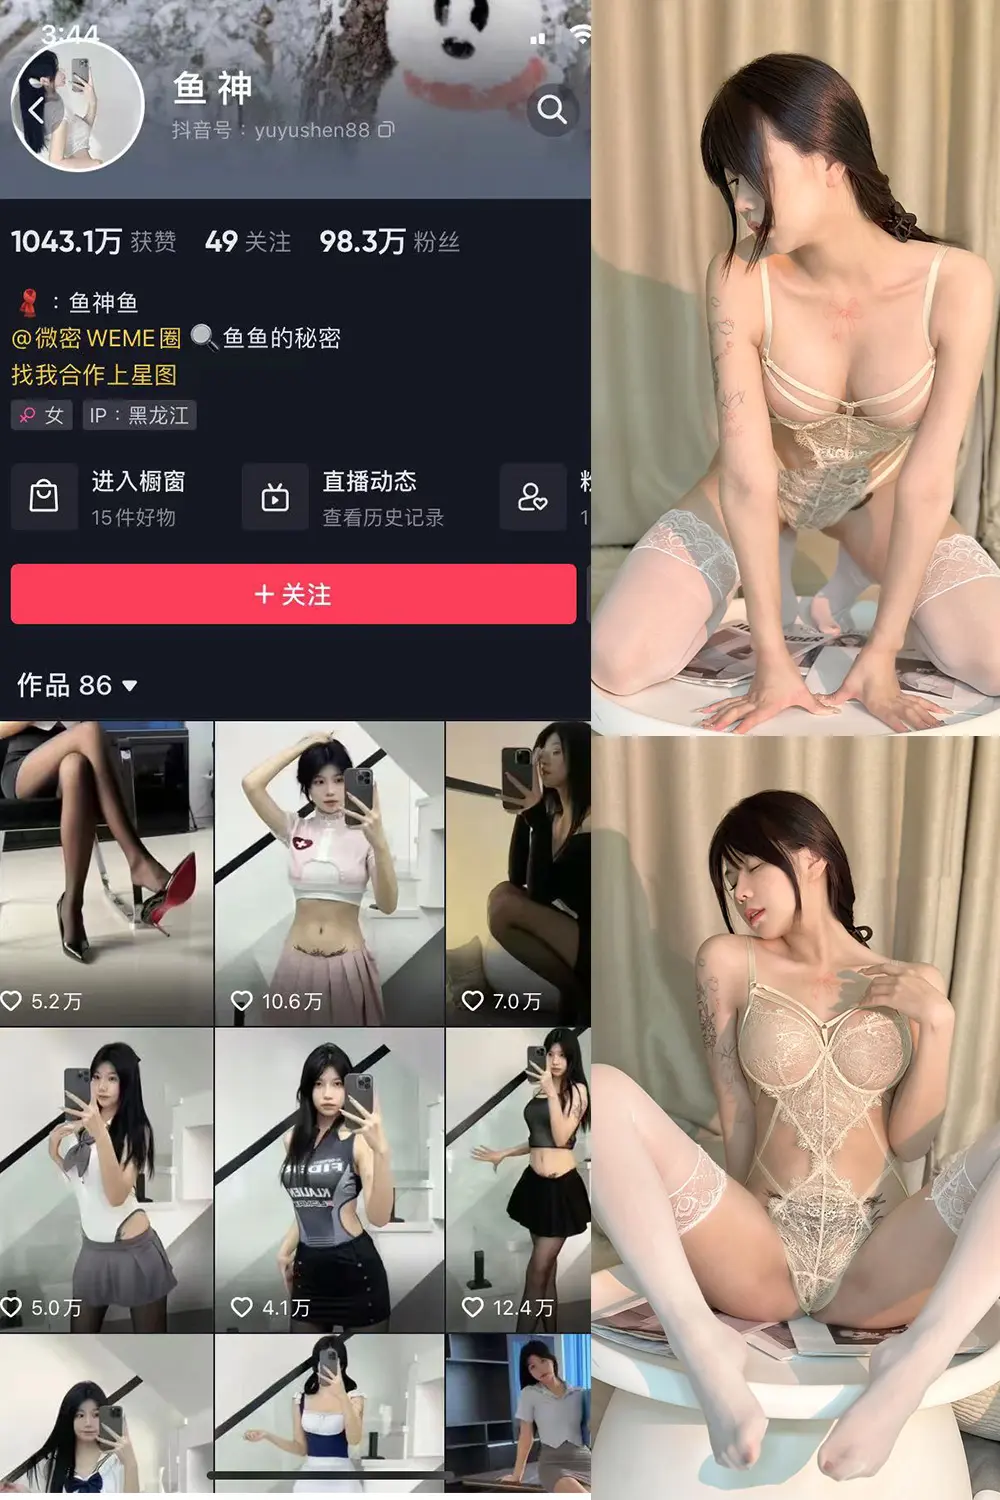 3:44
鱼 神
抖音号：yuyushen88
1043.1万 获赞 49 关注 98.3万 粉丝
：鱼神鱼
@微密 WEME圈 🔍鱼鱼的秘密
找我合作上星图
女 IP：黑龙江
进入橱窗 直播动态
15件好物 查看历史记录 1
+ 关注
作品 86
5.2万 10.6万 7.0万
5.0万 4.1万 12.4万